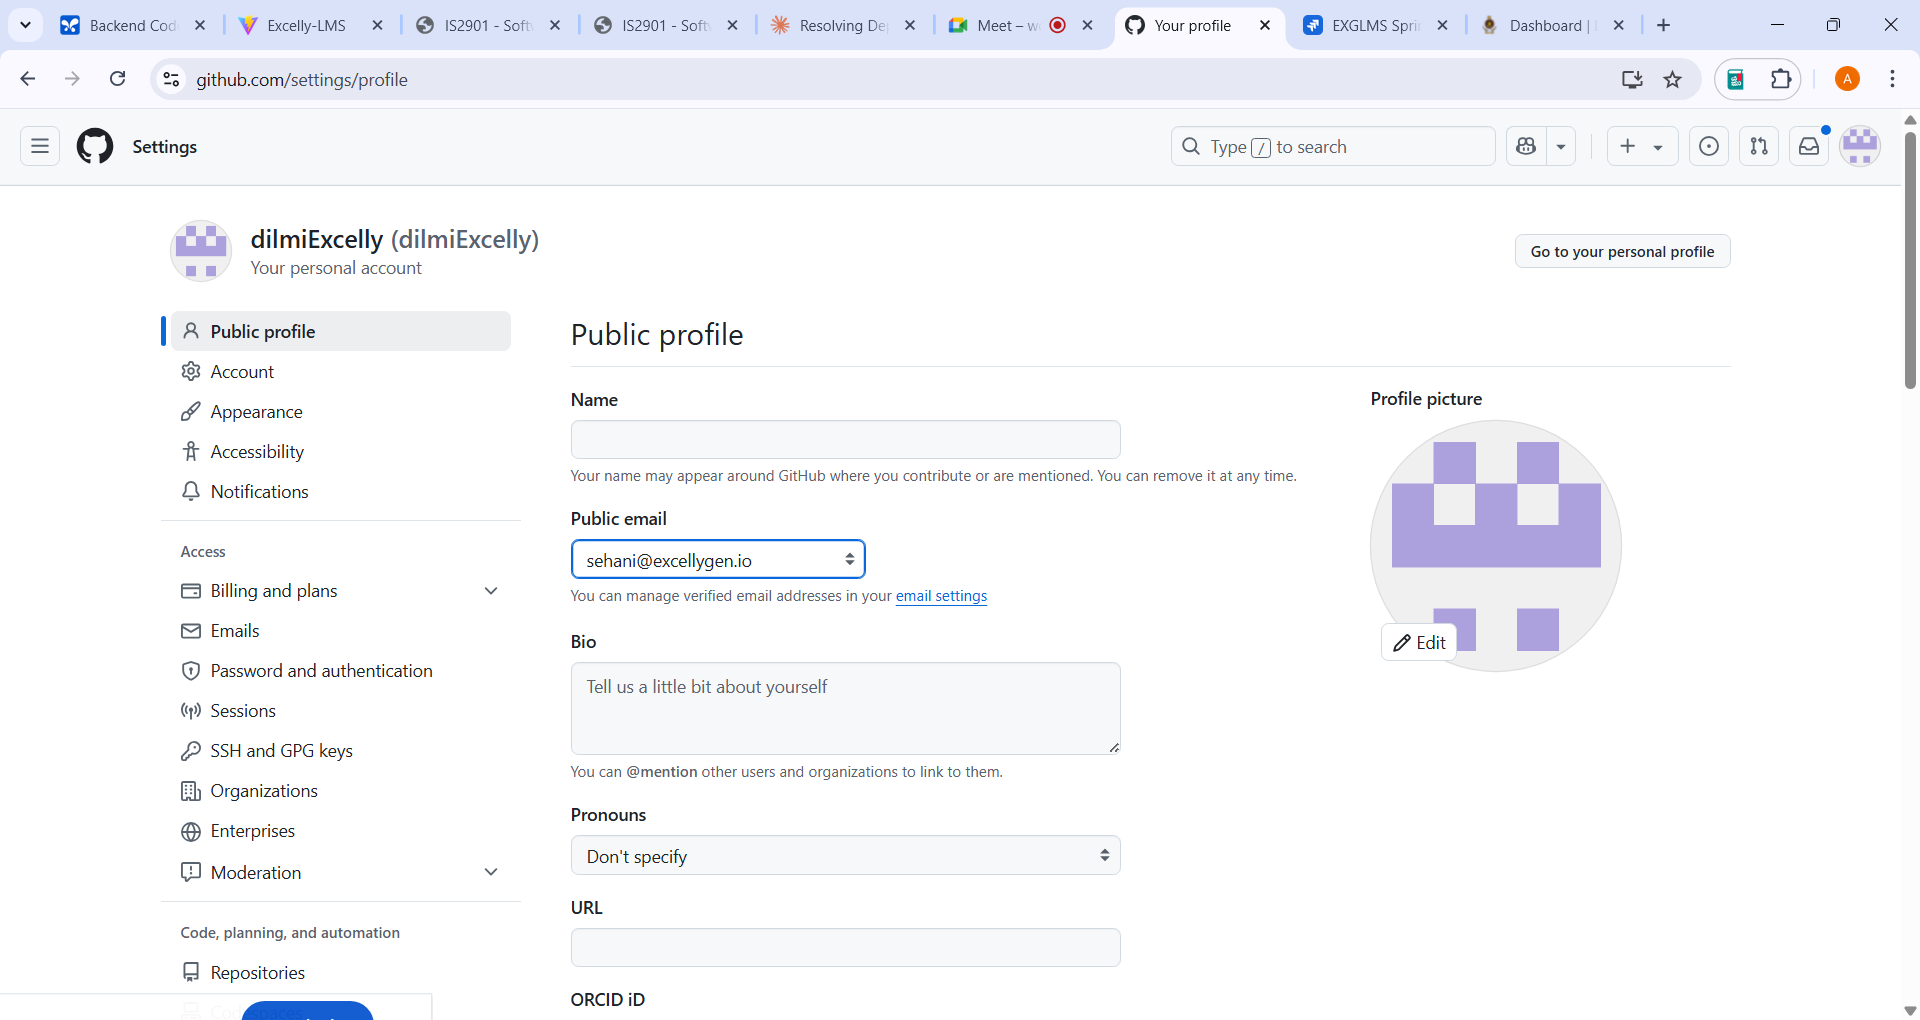 Backend Cod
Excelly-LMS
IS2901 - Softw
IS2901 - Softw
Resolving Dep
Meet – w
Your profile
EXGLMS Sprin
Dashboard |
github.com/settings/profile
A
Settings
Type / to search
dilmiExcelly (dilmiExcelly)
Your personal account
Go to your personal profile
Public profile
Account
Appearance
Accessibility
Notifications
Access
Billing and plans
Emails
Password and authentication
Sessions
SSH and GPG keys
Organizations
Enterprises
Moderation
Code, planning, and automation
Repositories
Codespaces
Public profile
Name
Your name may appear around GitHub where you contribute or are mentioned. You can remove it at any time.
Public email
sehani@excellygen.io
You can manage verified email addresses in your email settings
Bio
Tell us a little bit about yourself
You can @mention other users and organizations to link to them.
Pronouns
Don't specify
URL
ORCID iD
Profile picture
Edit